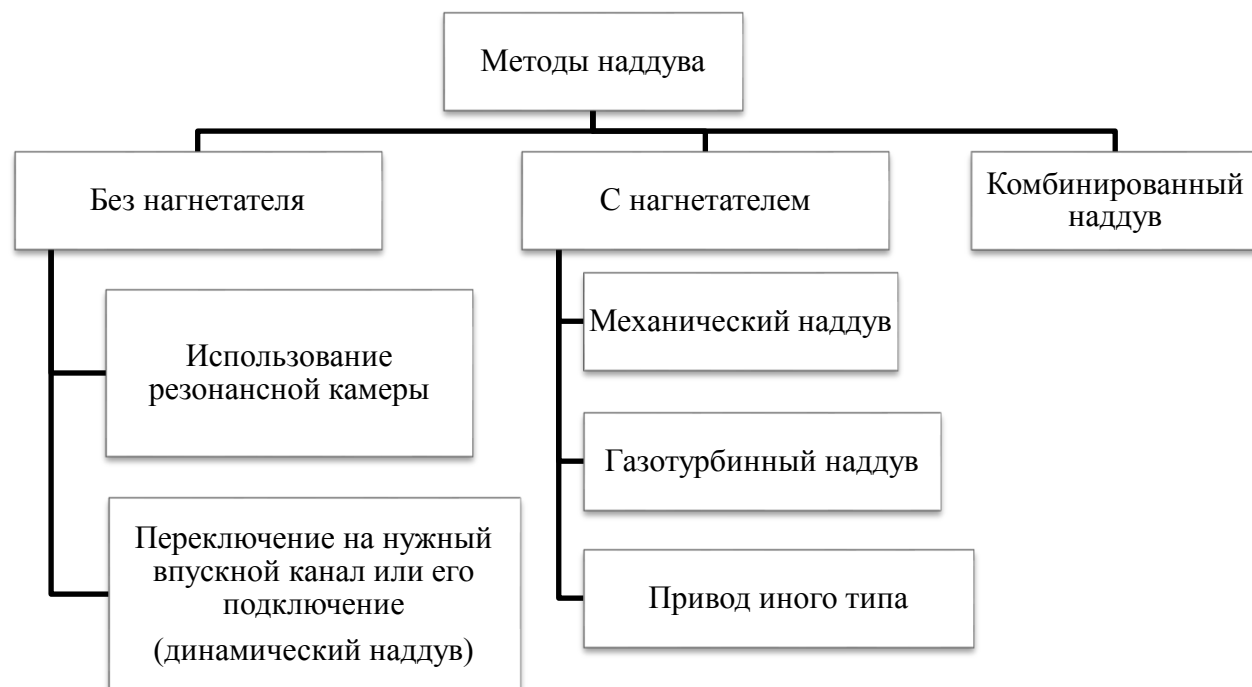 Методы наддува
Без нагнетателя
Использование
резонансной камеры
Переключение на нужный
впускной канал или его
подключение
(динамический наддув)
С нагнетателем
Механический наддув
Газотурбинный наддув
Привод иного типа
Комбинированный
наддув